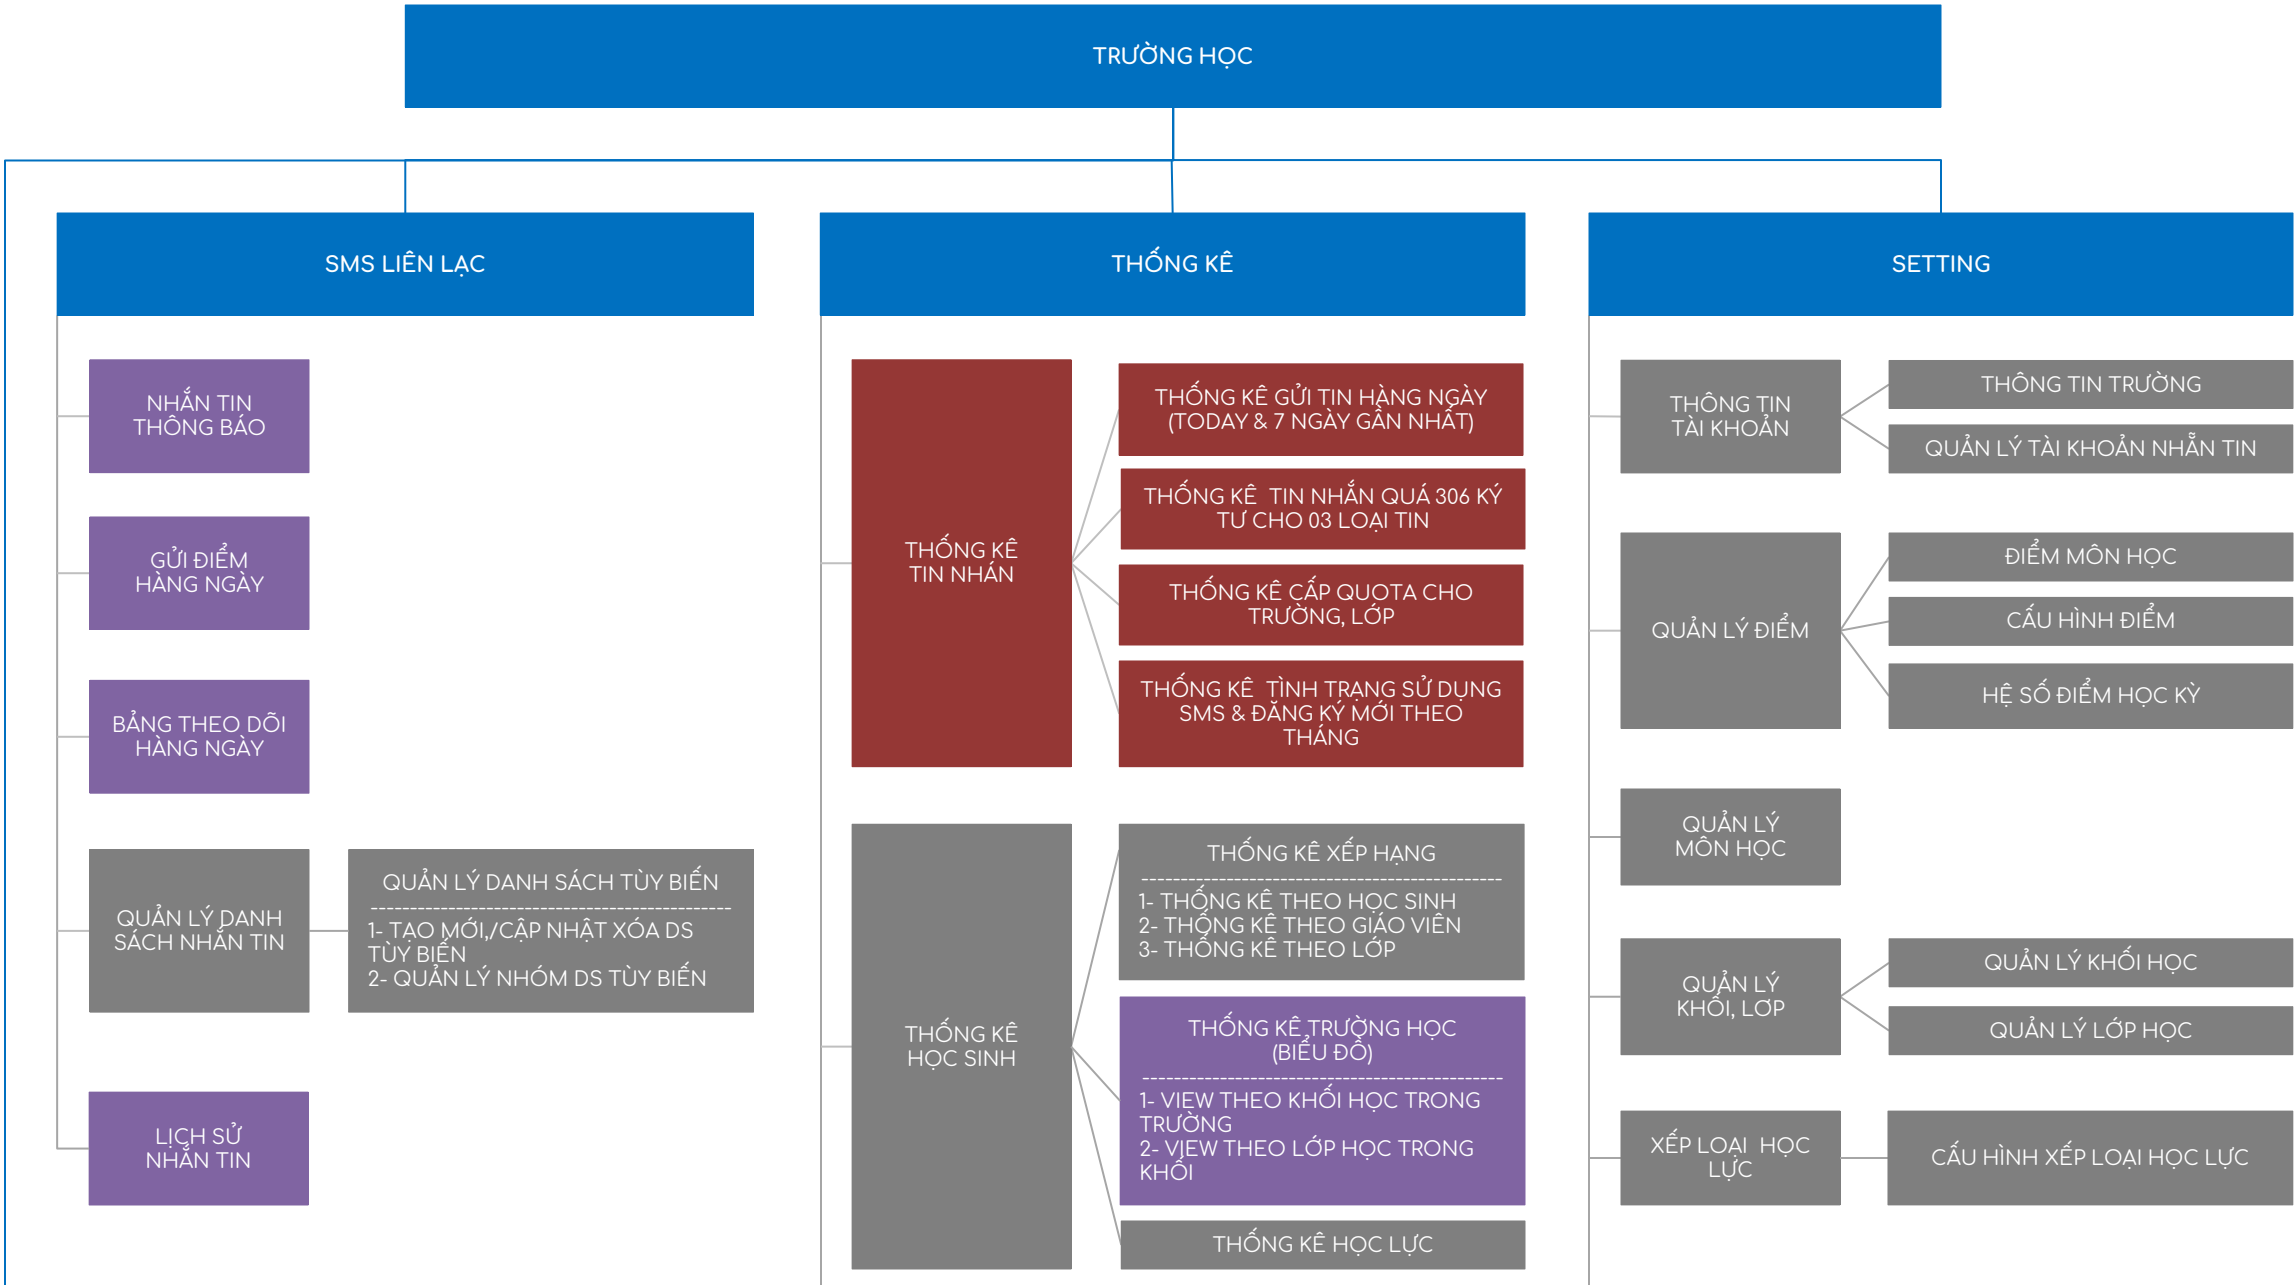 TRƯỜNG HỌC
SMS LIÊN LẠC
NHẮN TIN
THÔNG BÁO
GỬI ĐIỂM
HÀNG NGÀY
BẢNG THEO DÕI
HÀNG NGÀY
QUẢN LÝ DANH
SÁCH NHẮN TIN
QUẢN LÝ DANH SÁCH TÙY BIẾN
----------------------------------------------
1- TẠO MỚI,/CẬP NHẬT XÓA DS
TÙY BIẾN
2- QUẢN LÝ NHÓM DS TÙY BIẾN
LỊCH SỬ
NHẮN TIN
THỐNG KÊ
THỐNG KÊ
TIN NHÁN
THỐNG KÊ GỬI TIN HÀNG NGÀY
(TODAY & 7 NGÀY GẦN NHẤT)
THỐNG KÊ TIN NHẮN QUÁ 306 KÝ
TƯ CHO 03 LOẠI TIN
THỐNG KÊ CẤP QUOTA CHO
TRƯỜNG, LỚP
THỐNG KÊ TÌNH TRẠNG SỬ DỤNG
SMS & ĐĂNG KÝ MỚI THEO
THÁNG
THỐNG KÊ
HỌC SINH
THỐNG KÊ XẾP HẠNG
----------------------------------------------
1- THỐNG KÊ THEO HỌC SINH
2- THỐNG KÊ THEO GIÁO VIÊN
3- THỐNG KÊ THEO LỚP
THỐNG KÊ TRƯỜNG HỌC
(BIỂU ĐỒ)
----------------------------------------------
1- VIEW THEO KHỐI HỌC TRONG
TRƯỜNG
2- VIEW THEO LỚP HỌC TRONG
KHỐI
THỐNG KÊ HỌC LỰC
SETTING
THÔNG TIN
TÀI KHOẢN
THÔNG TIN TRƯỜNG
QUẢN LÝ TÀI KHOẢN NHẮN TIN
QUẢN LÝ ĐIỂM
ĐIỂM MÔN HỌC
CẤU HÌNH ĐIỂM
HỆ SỐ ĐIỂM HỌC KỲ
QUẢN LÝ
MÔN HỌC
QUẢN LÝ
KHỐI, LƠP
QUẢN LÝ KHỐI HỌC
QUẢN LÝ LỚP HỌC
XẾP LOẠI HỌC
LỰC
CẤU HÌNH XẾP LOẠI HỌC LỰC